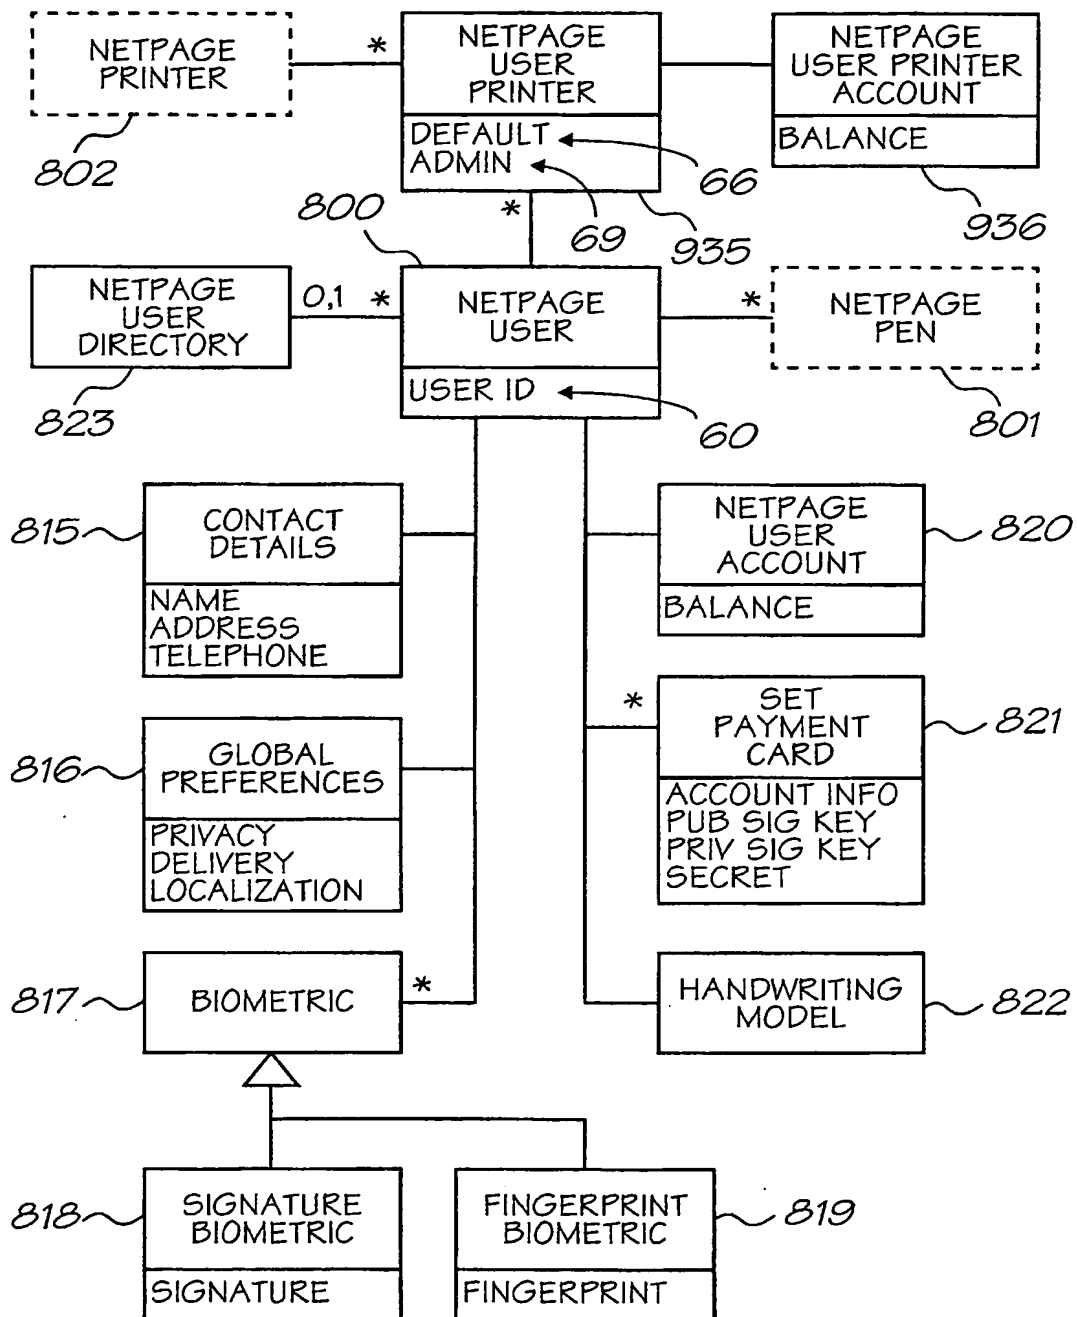 NETPAGE
PRINTER
802
*
NETPAGE
USER
PRINTER
DEFAULT
ADMIN
66
69
935
NETPAGE
USER PRINTER
ACCOUNT
BALANCE
936
*
800
NETPAGE
USER
DIRECTORY
823
0,1 *
NETPAGE
USER
USER ID
60
*
NETPAGE
PEN
801
815
CONTACT
DETAILS
NAME
ADDRESS
TELEPHONE
NETPAGE
USER
ACCOUNT
BALANCE
820
816
GLOBAL
PREFERENCES
PRIVACY
DELIVERY
LOCALIZATION
*
SET
PAYMENT
CARD
ACCOUNT INFO
PUB SIG KEY
PRIV SIG KEY
SECRET
821
817
BIOMETRIC
*
HANDWRITING
MODEL
822
818
SIGNATURE
BIOMETRIC
SIGNATURE
FINGERPRINT
BIOMETRIC
FINGERPRINT
819